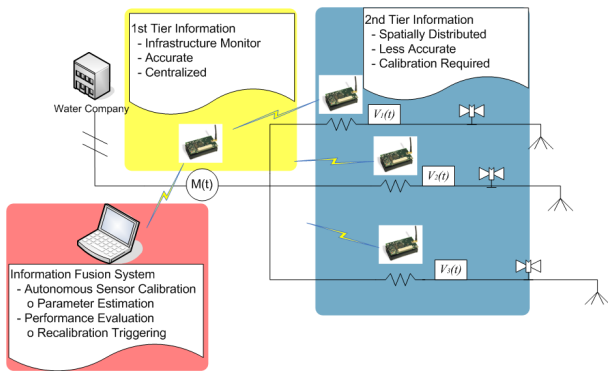 1st Tier Information
- Infrastructure Monitor
- Accurate
- Centralized
2nd Tier Information
- Spatially Distributed
- Less Accurate
- Calibration Required
Water Company
V1(t)
V2(t)
M(t)
V3(t)
Information Fusion System
- Autonomous Sensor Calibration
o Parameter Estimation
- Performance Evaluation
o Recalibration Triggering